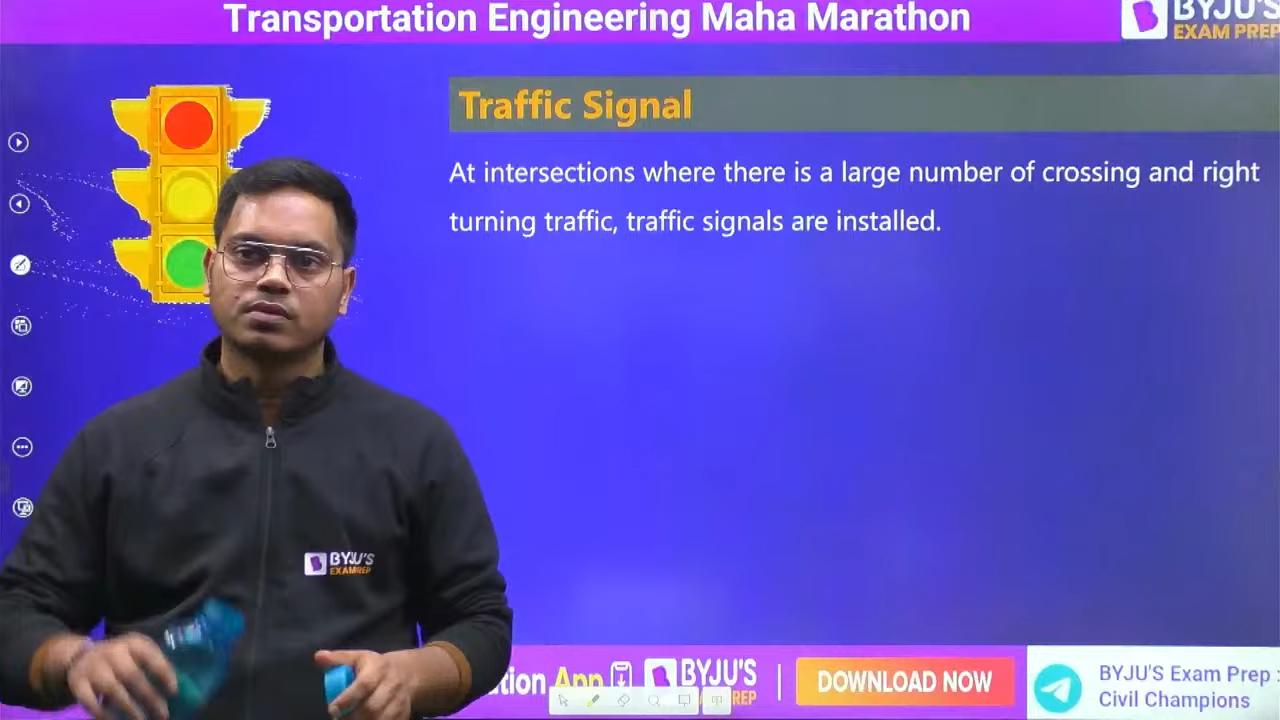 Transportation Engineering Maha Marathon
BYJU'S
EXAM PREP
Traffic Signal
At intersections where there is a large number of crossing and right
turning traffic, traffic signals are installed.
BYJU'S
EXAM PREP
App
BYJU'S
DOWNLOAD NOW
BYJU'S Exam Prep :
Civil Champions